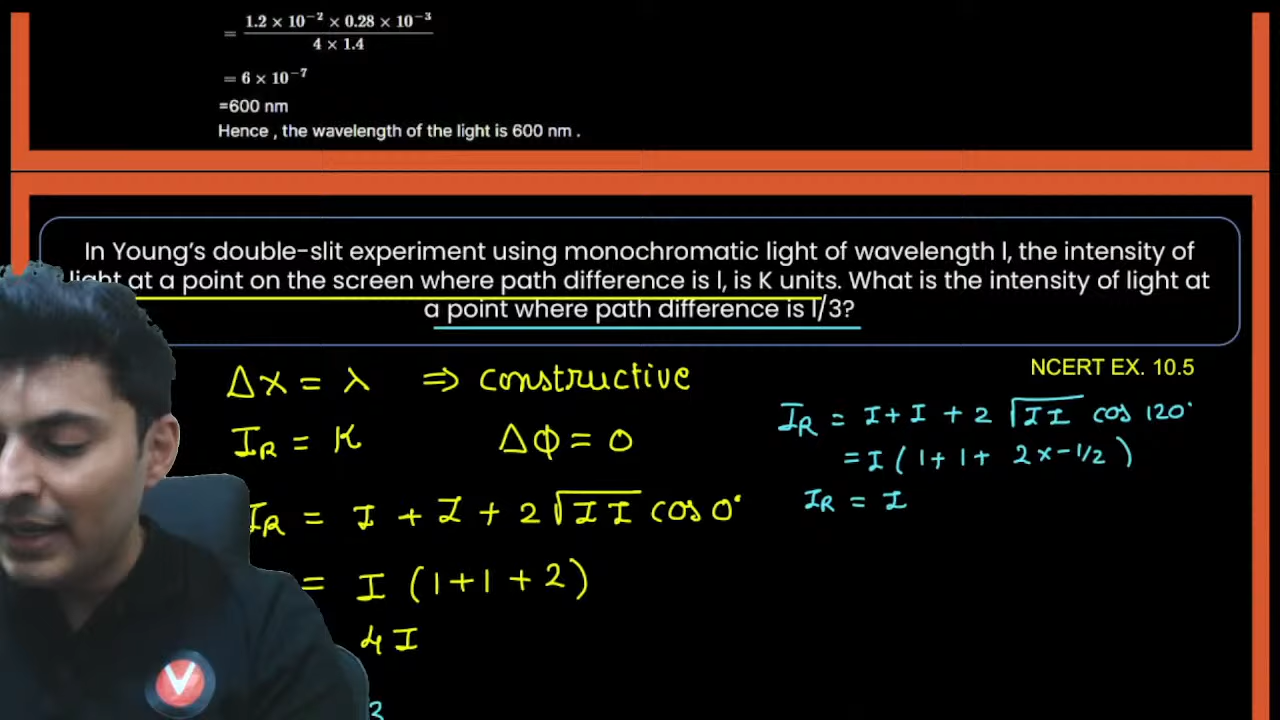 = 1.2 × 10⁻² × 0.28 × 10⁻³ / 4 × 1.4
= 6 × 10⁻⁷
=600 nm
Hence , the wavelength of the light is 600 nm .
In Young's double-slit experiment using monochromatic light of wavelength l, the intensity of
light at a point on the screen where path difference is l, is K units. What is the intensity of light at
a point where path difference is l/3?
NCERT EX. 10.5
Δx = λ ⇒ constructive
I_R = K Δϕ = 0
I_R = I + I + 2 √II cos 0°
= I (1+1+2)
4I
3
I_R = I+I + 2 √II cos 120°
= I (1+1+ 2×-1/2)
I_R = I
V